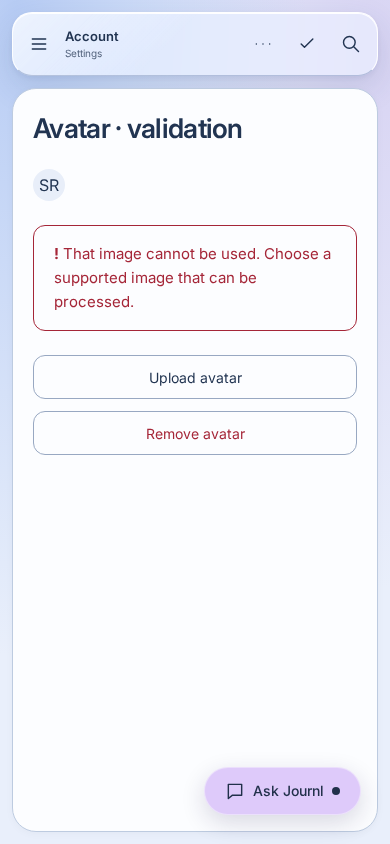 Account
Settings
...
Avatar · validation
SR
! That image cannot be used. Choose a
supported image that can be
processed.
Upload avatar
Remove avatar
Ask Journl